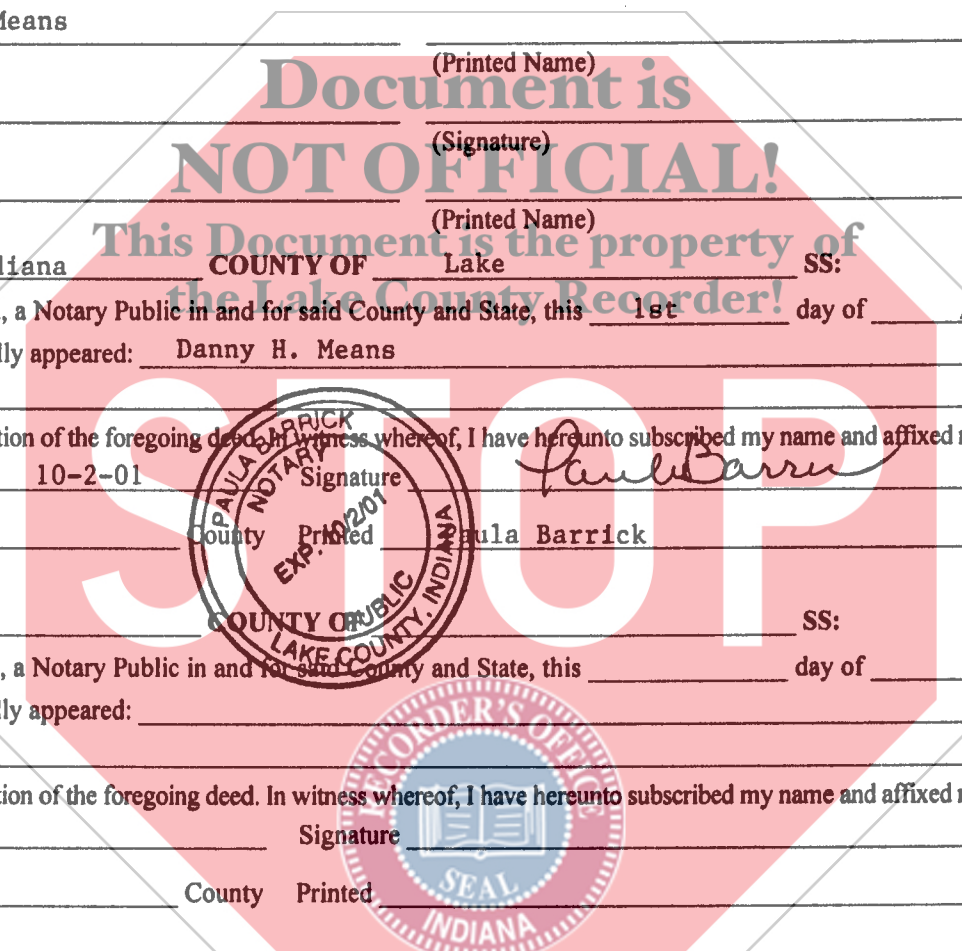 Means
(Printed Name)
Document is
(Signature)
NOT OFFICIAL!
(Printed Name)
This Document is the property of
diana COUNTY OF Lake SS:
the Lake County Recorder!
, a Notary Public in and for said County and State, this 1st day of
lly appeared: Danny H. Means
STOP
tion of the foregoing deed. In witness whereof, I have hereunto subscribed my name and affixed
10-2-01 Signature Paula Barrick
County Printed Paula Barrick
PAULA BARRICK
NOTARY
EXP. 10/2/01
PUBLIC
LAKE COUNTY, INDIANA
COUNTY OF SS:
, a Notary Public in and for said County and State, this day of
lly appeared:
RECORDER'S OFFICE
tion of the foregoing deed. In witness whereof, I have hereunto subscribed my name and affixed
Signature
SEAL
County Printed
INDIANA